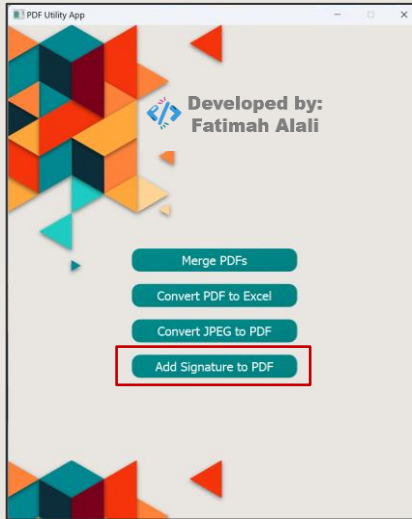 PDF Utility App
Developed by:
Fatimah Alali
Merge PDFs
Convert PDF to Excel
Convert JPEG to PDF
Add Signature to PDF